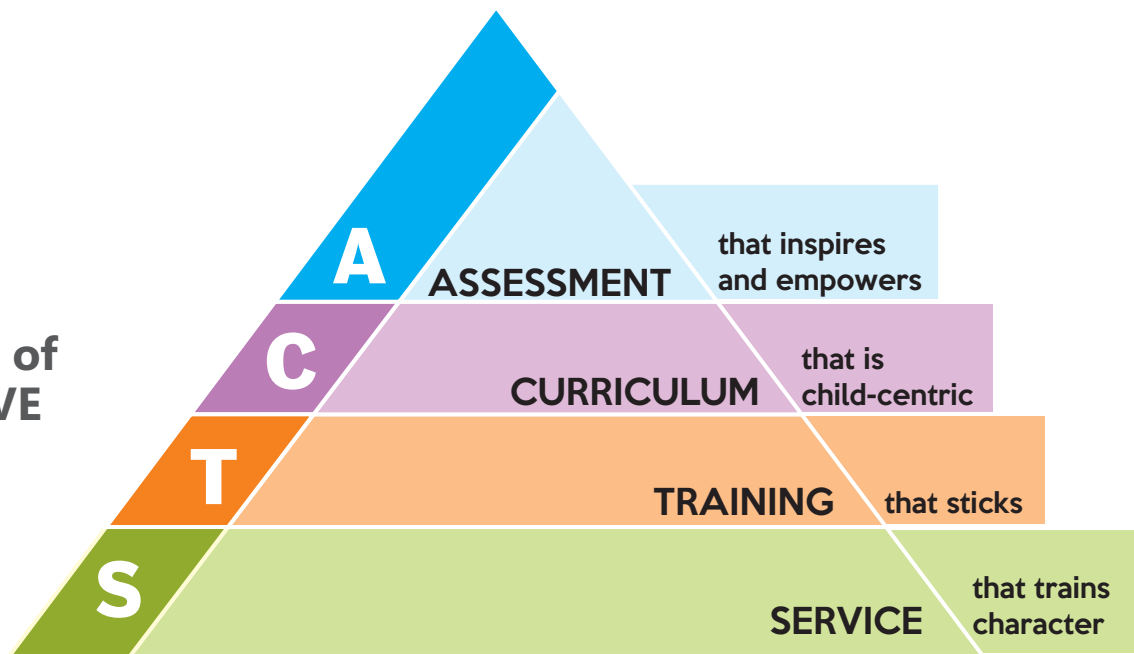 A
ASSESSMENT
that inspires
and empowers
of
VE
C
CURRICULUM
that is
child-centric
T
TRAINING
that sticks
S
SERVICE
that trains
character